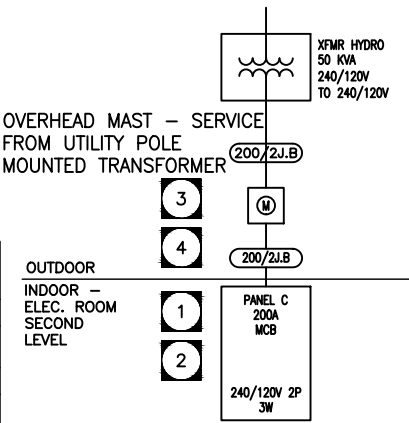 XFMR HYDRO
50 KVA
240/120V
TO 240/120V
OVERHEAD MAST – SERVICE
FROM UTILITY POLE
MOUNTED TRANSFORMER
200/2J.B
3
M
4
200/2J.B
OUTDOOR
INDOOR –
ELEC. ROOM
SECOND
LEVEL
1
2
PANEL C
200A
MCB
240/120V 2P
3W